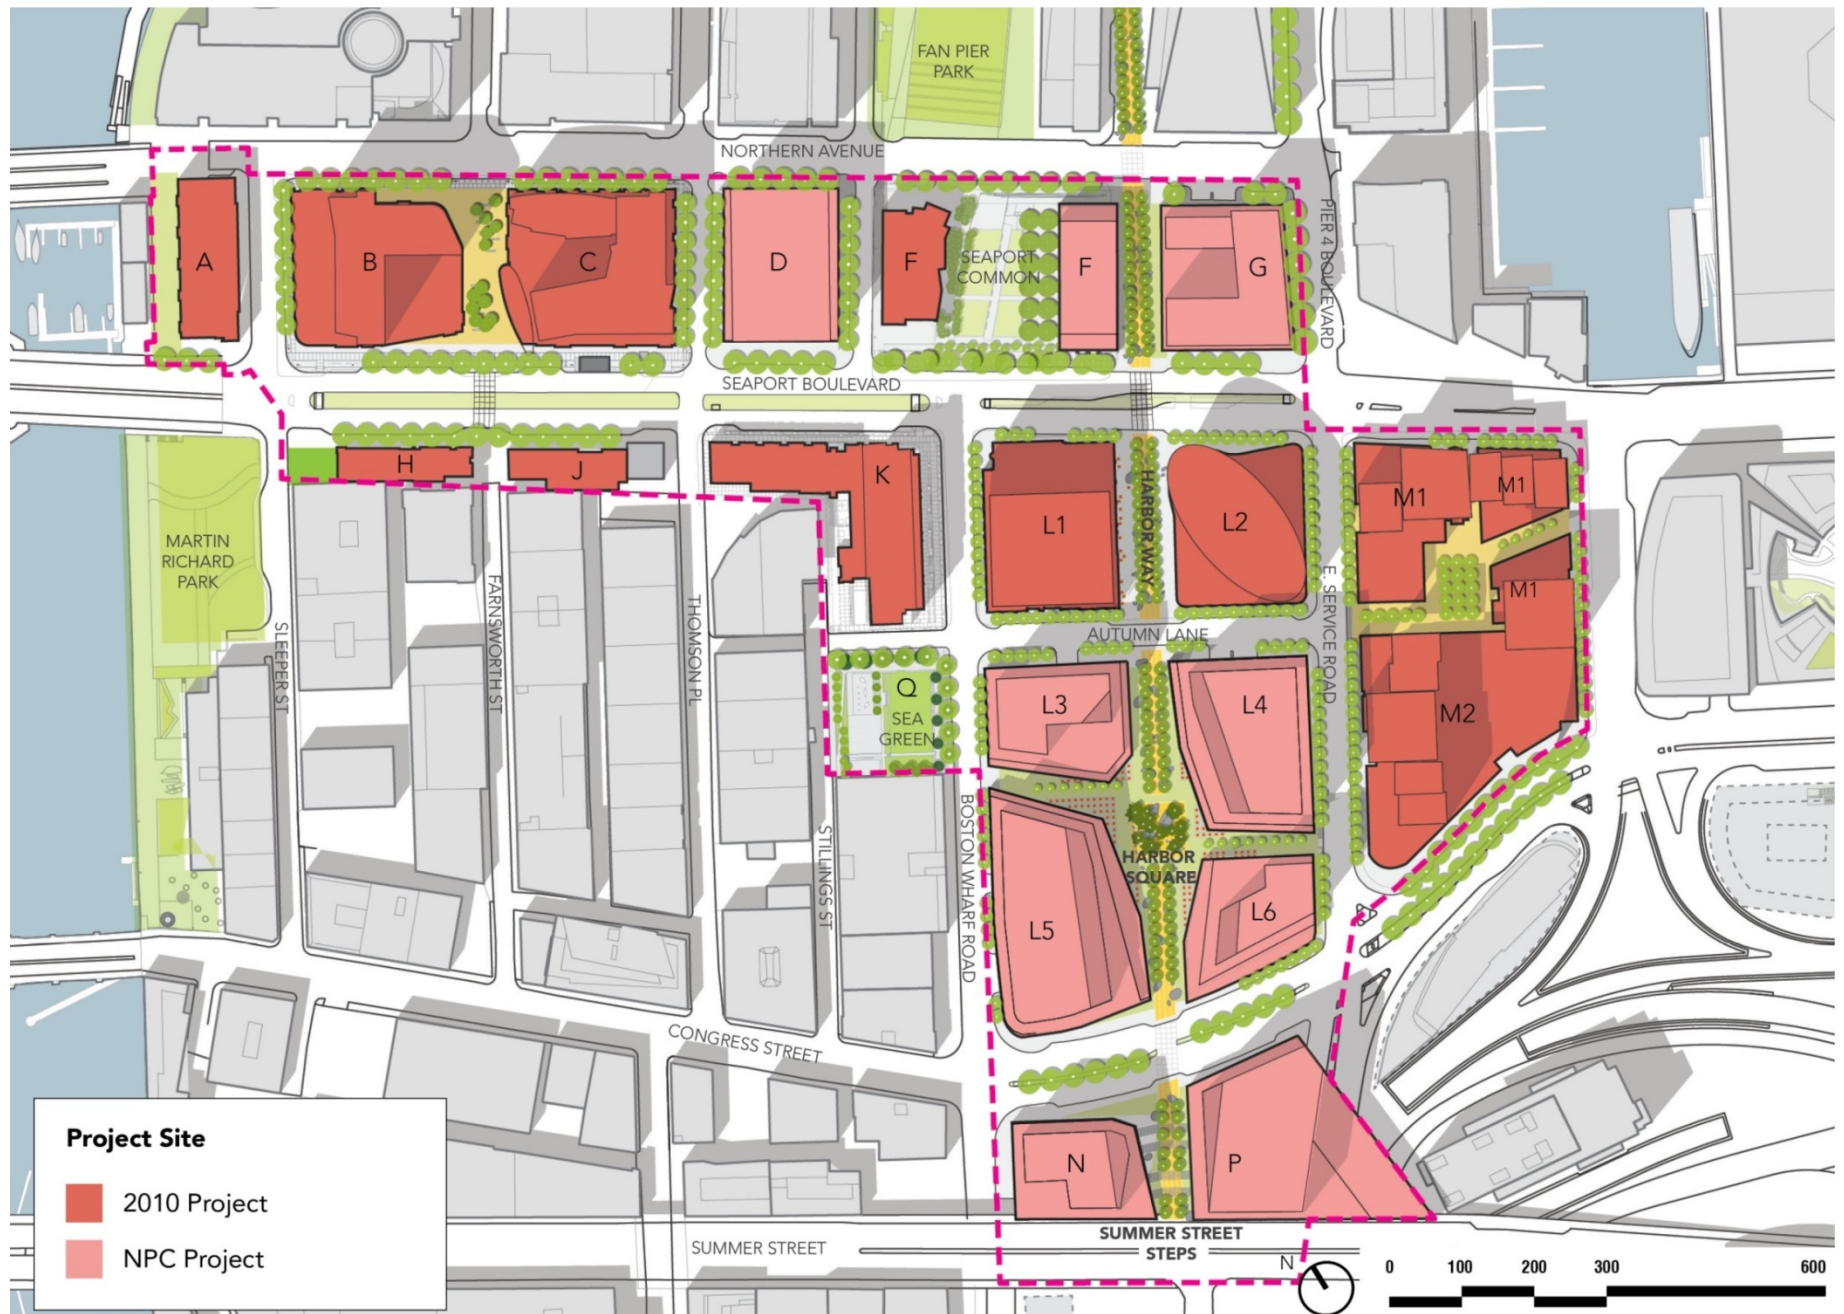 FAN PIER
PARK
NORTHERN AVENUE
A
B
C
D
F
SEAPORT
COMMON
F
G
PIER 4 BOULEVARD
SEAPORT BOULEVARD
H
J
K
L1
HARBOR WAY
L2
M1
M1
M1
MARTIN
RICHARD
PARK
SLEEPER ST
FARNSWORTH ST
THOMSON PL
E. SERVICE ROAD
AUTUMN LANE
Q
SEA
GREEN
L3
L4
M2
STILLINGS ST
BOSTON WHARF ROAD
HARBOR
SQUARE
L5
L6
CONGRESS STREET
N
P
SUMMER STREET
STEPS
SUMMER STREET
Project Site
2010 Project
NPC Project
N
0 100 200 300 600